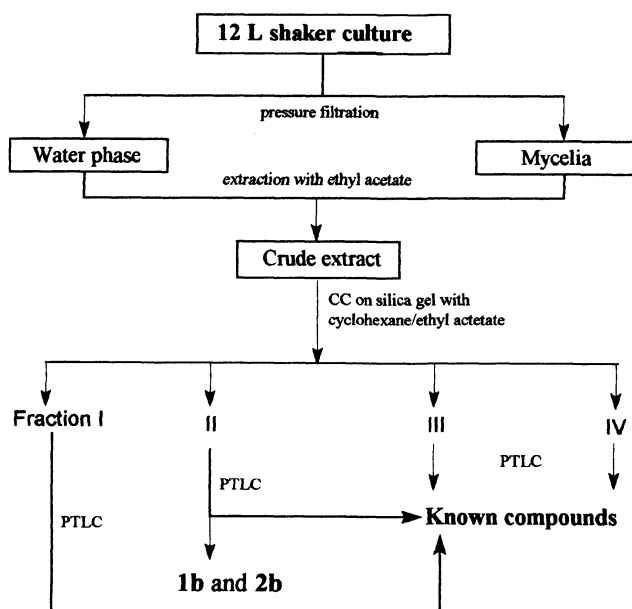 12 L shaker culture
pressure filtration
Water phase
Mycelia
extraction with ethyl acetate
Crude extract
CC on silica gel with
cyclohexane/ethyl actetate
Fraction I
II
III
IV
PTLC
PTLC
PTLC
Known compounds
1b and 2b